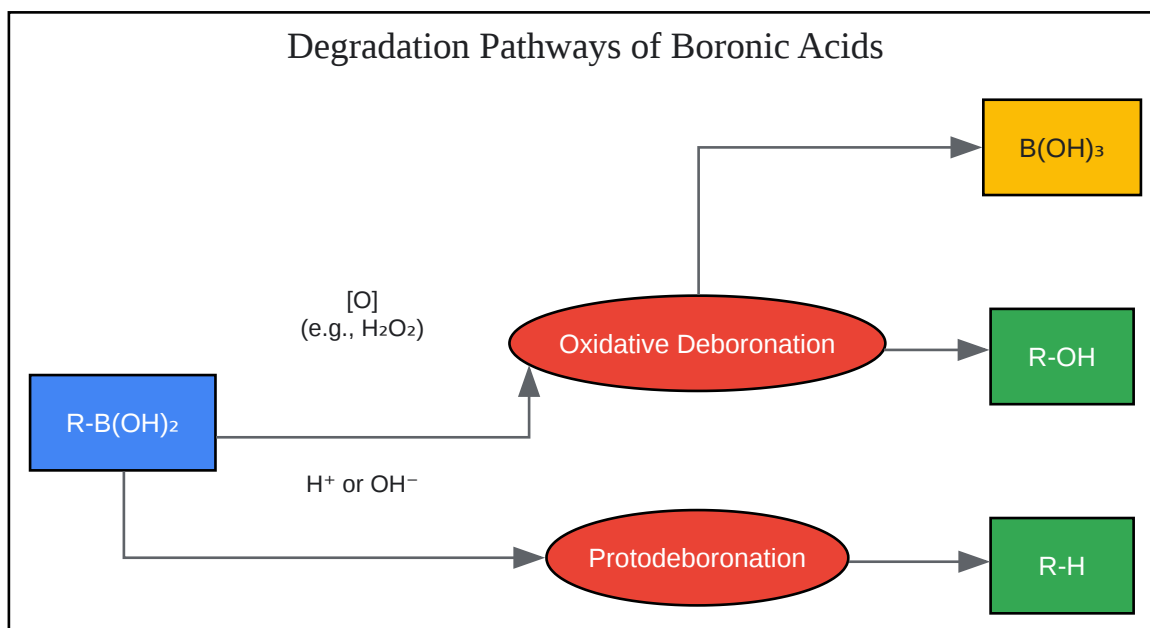 Degradation Pathways of Boronic Acids
B(OH)₃
[O]
(e.g., H₂O₂)
Oxidative Deboronation
R-OH
R-B(OH)₂
H⁺ or OH⁻
Protodeboronation
R-H